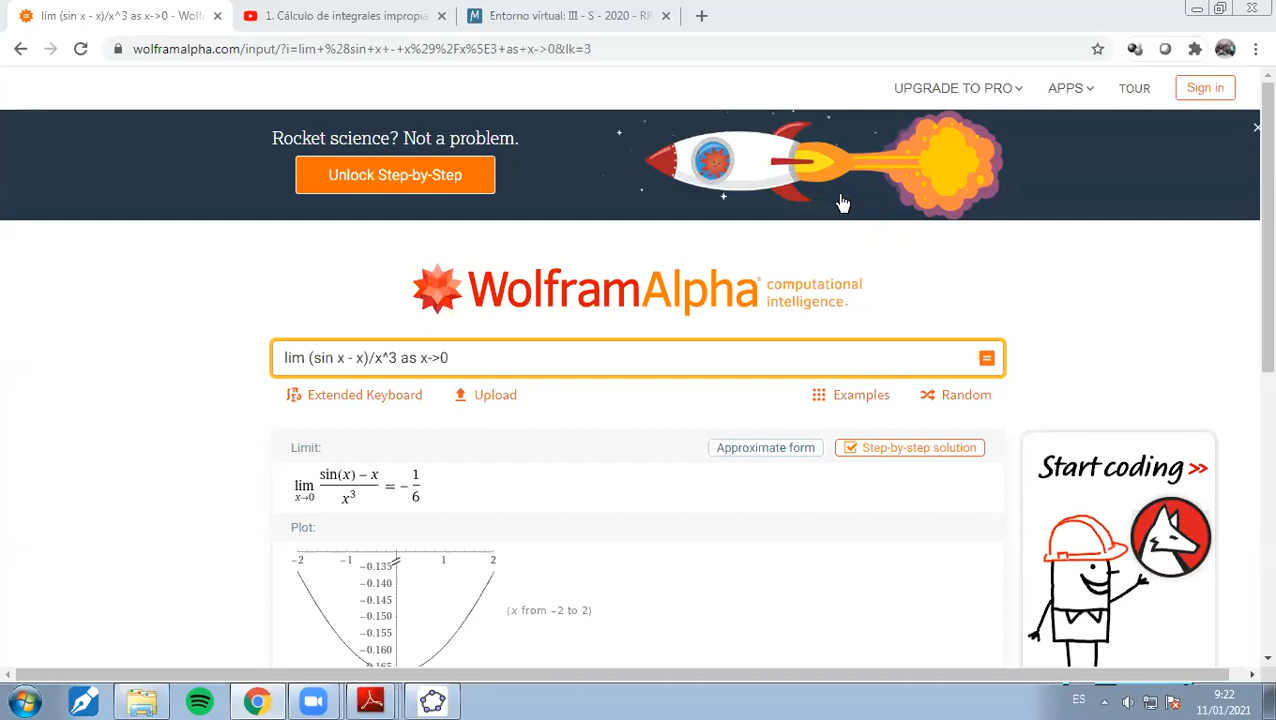 lim (sin x - x)/x^3 as x->0 - Wolf
1. Cálculo de integrales impropia
Entorno virtual: III - S - 2020 - RF
wolframalpha.com/input/?i=lim+%28sin+x+-+x%29%2Fx%5E3+as+x->0&lk=3
UPGRADE TO PRO APPS TOUR Sign in
Rocket science? Not a problem.
Unlock Step-by-Step
WolframAlpha computational
intelligence.
lim (sin x - x)/x^3 as x->0
Extended Keyboard Upload Examples Random
Limit: Approximate form Step-by-step solution
lim x→0 (sin(x) − x)/x³ = −1/6
Plot:
−2 −1 1 2
−0.135
−0.140
−0.145
−0.150
−0.155
−0.160
−0.165
(x from −2 to 2)
Start coding >>
ES
9:22
11/01/2021